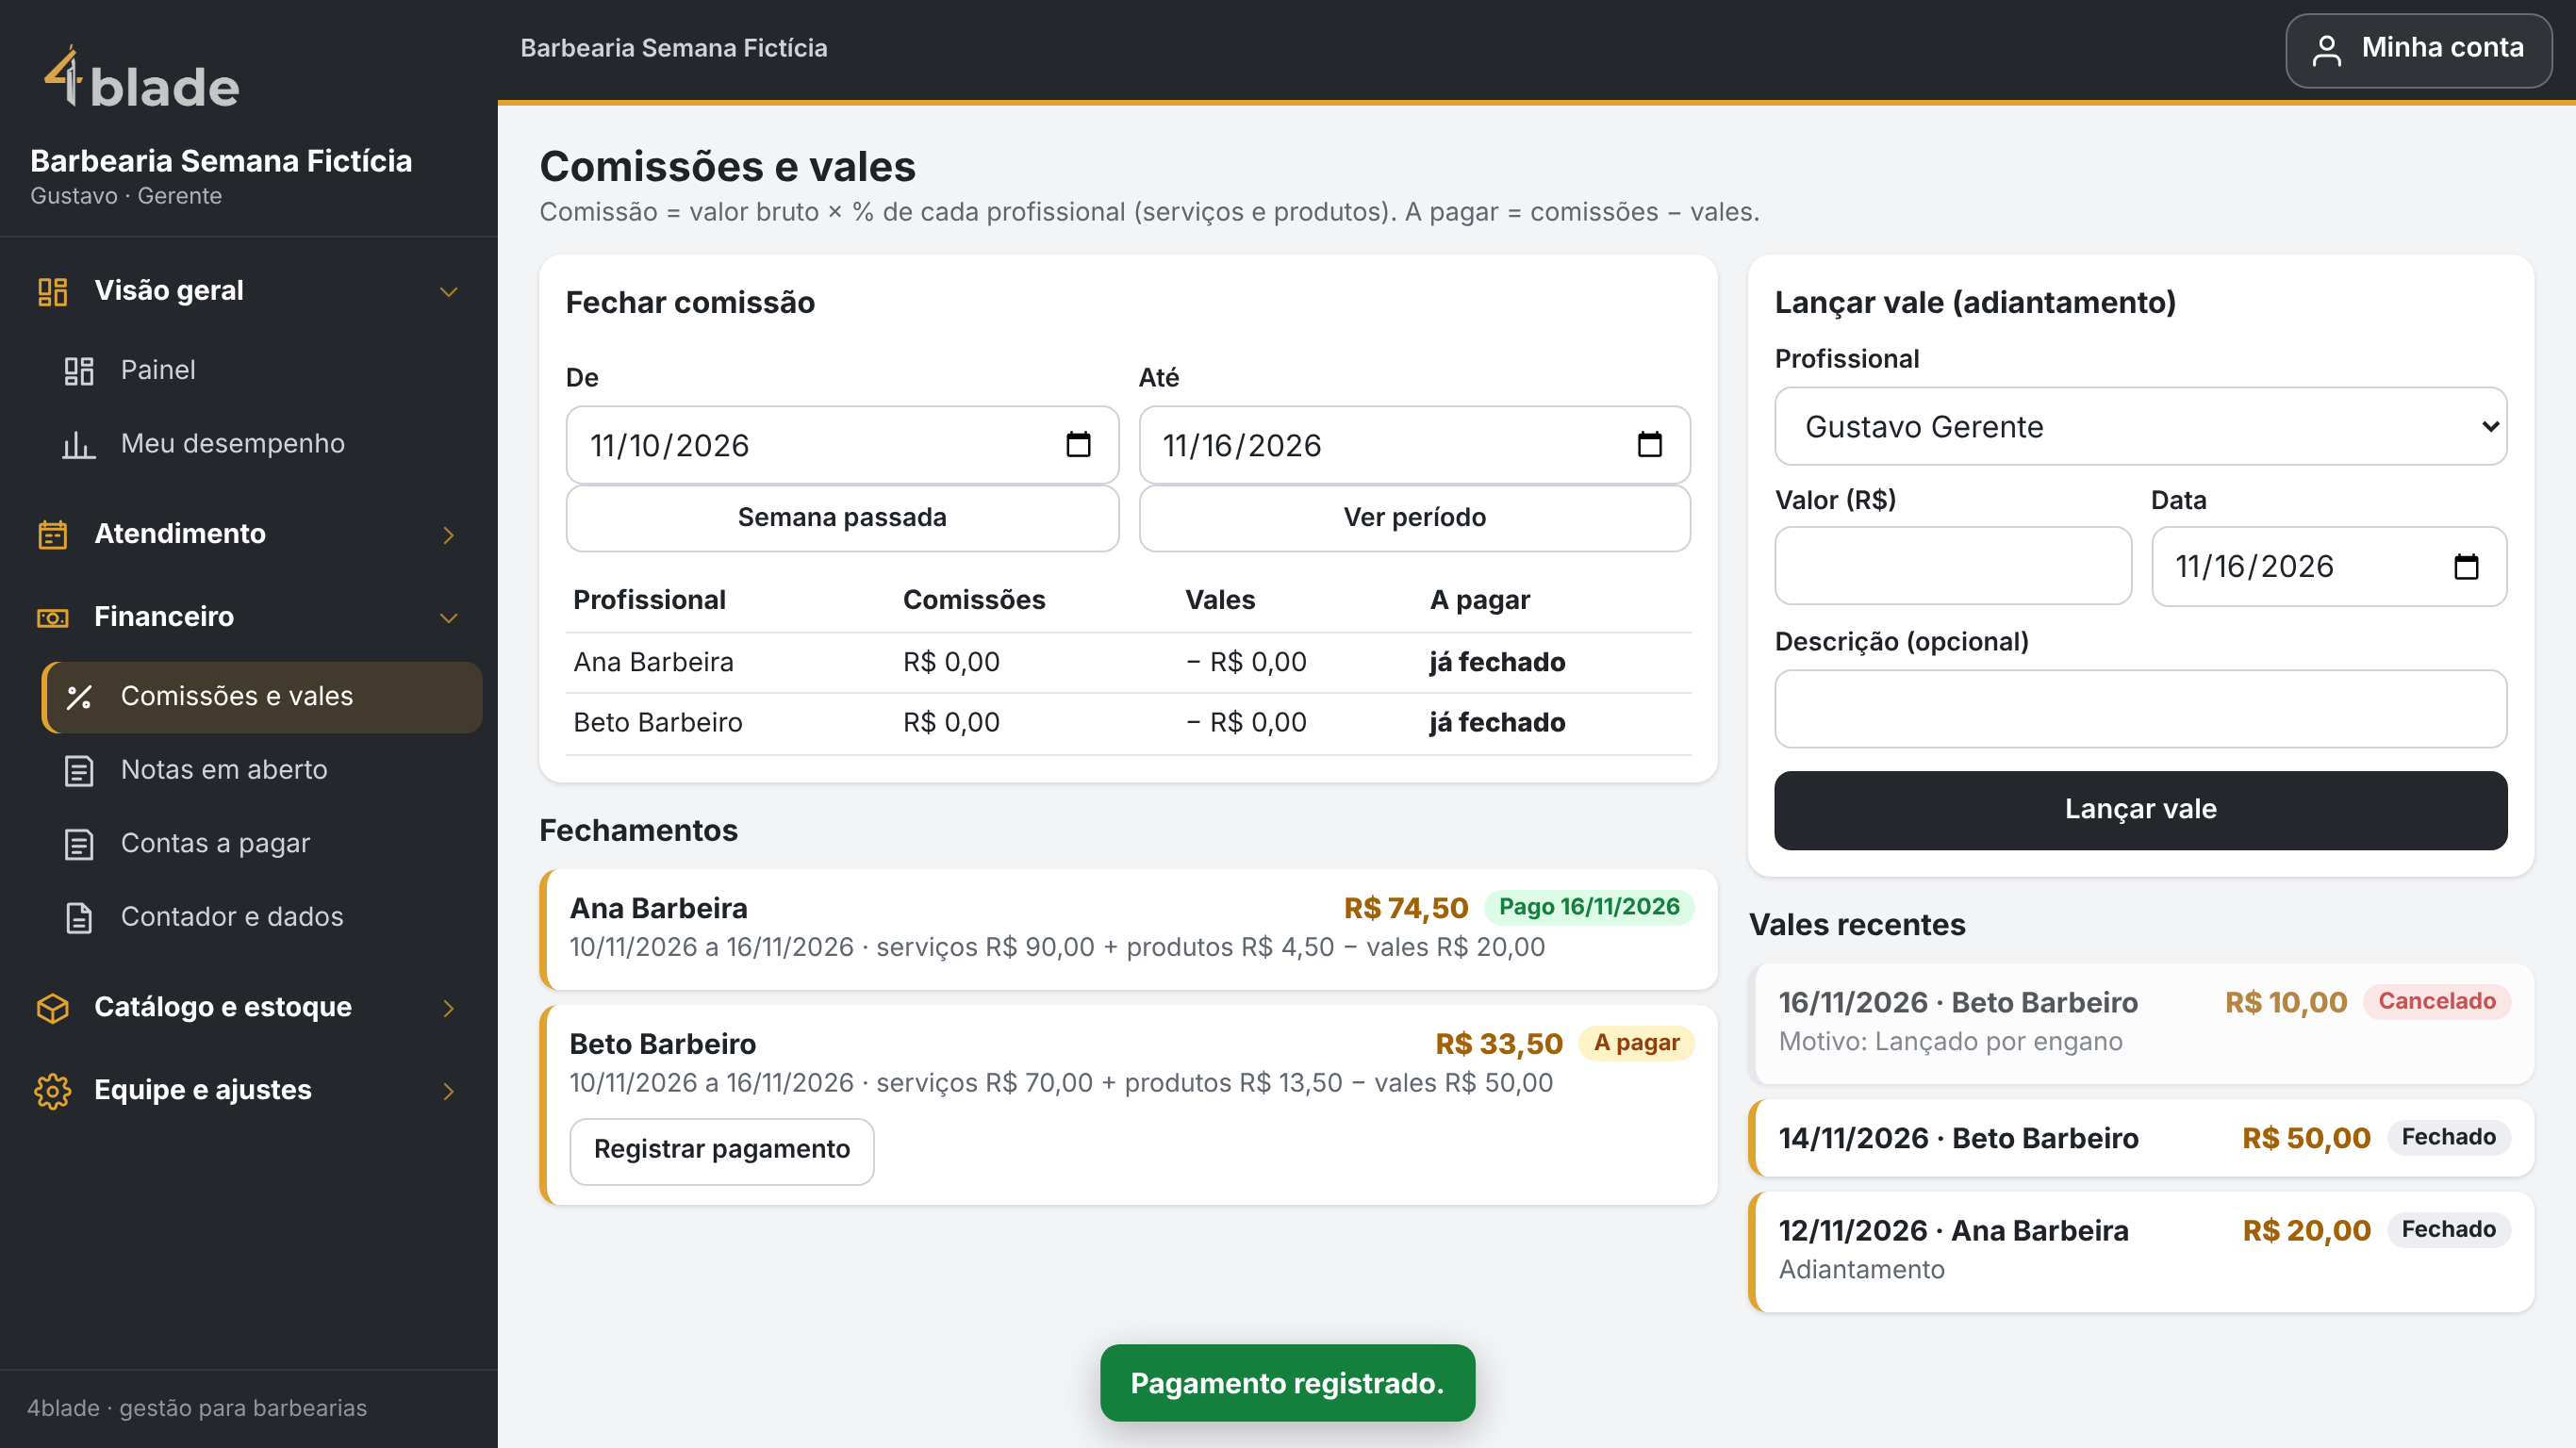 4blade
Barbearia Semana Fictícia
Gustavo · Gerente
Visão geral
Painel
Meu desempenho
Atendimento
Financeiro
Comissões e vales
Notas em aberto
Contas a pagar
Contador e dados
Catálogo e estoque
Equipe e ajustes
4blade · gestão para barbearias
Barbearia Semana Fictícia
Minha conta
Comissões e vales
Comissão = valor bruto × % de cada profissional (serviços e produtos). A pagar = comissões − vales.
Fechar comissão
De Até
11/10/2026 11/16/2026
Semana passada Ver período
Profissional Comissões Vales A pagar
Ana Barbeira R$ 0,00 − R$ 0,00 já fechado
Beto Barbeiro R$ 0,00 − R$ 0,00 já fechado
Fechamentos
Ana Barbeira R$ 74,50 Pago 16/11/2026
10/11/2026 a 16/11/2026 · serviços R$ 90,00 + produtos R$ 4,50 − vales R$ 20,00
Beto Barbeiro R$ 33,50 A pagar
10/11/2026 a 16/11/2026 · serviços R$ 70,00 + produtos R$ 13,50 − vales R$ 50,00
Registrar pagamento
Lançar vale (adiantamento)
Profissional
Gustavo Gerente
Valor (R$) Data
11/16/2026
Descrição (opcional)
Lançar vale
Vales recentes
16/11/2026 · Beto Barbeiro R$ 10,00 Cancelado
Motivo: Lançado por engano
14/11/2026 · Beto Barbeiro R$ 50,00 Fechado
12/11/2026 · Ana Barbeira R$ 20,00 Fechado
Adiantamento
Pagamento registrado.